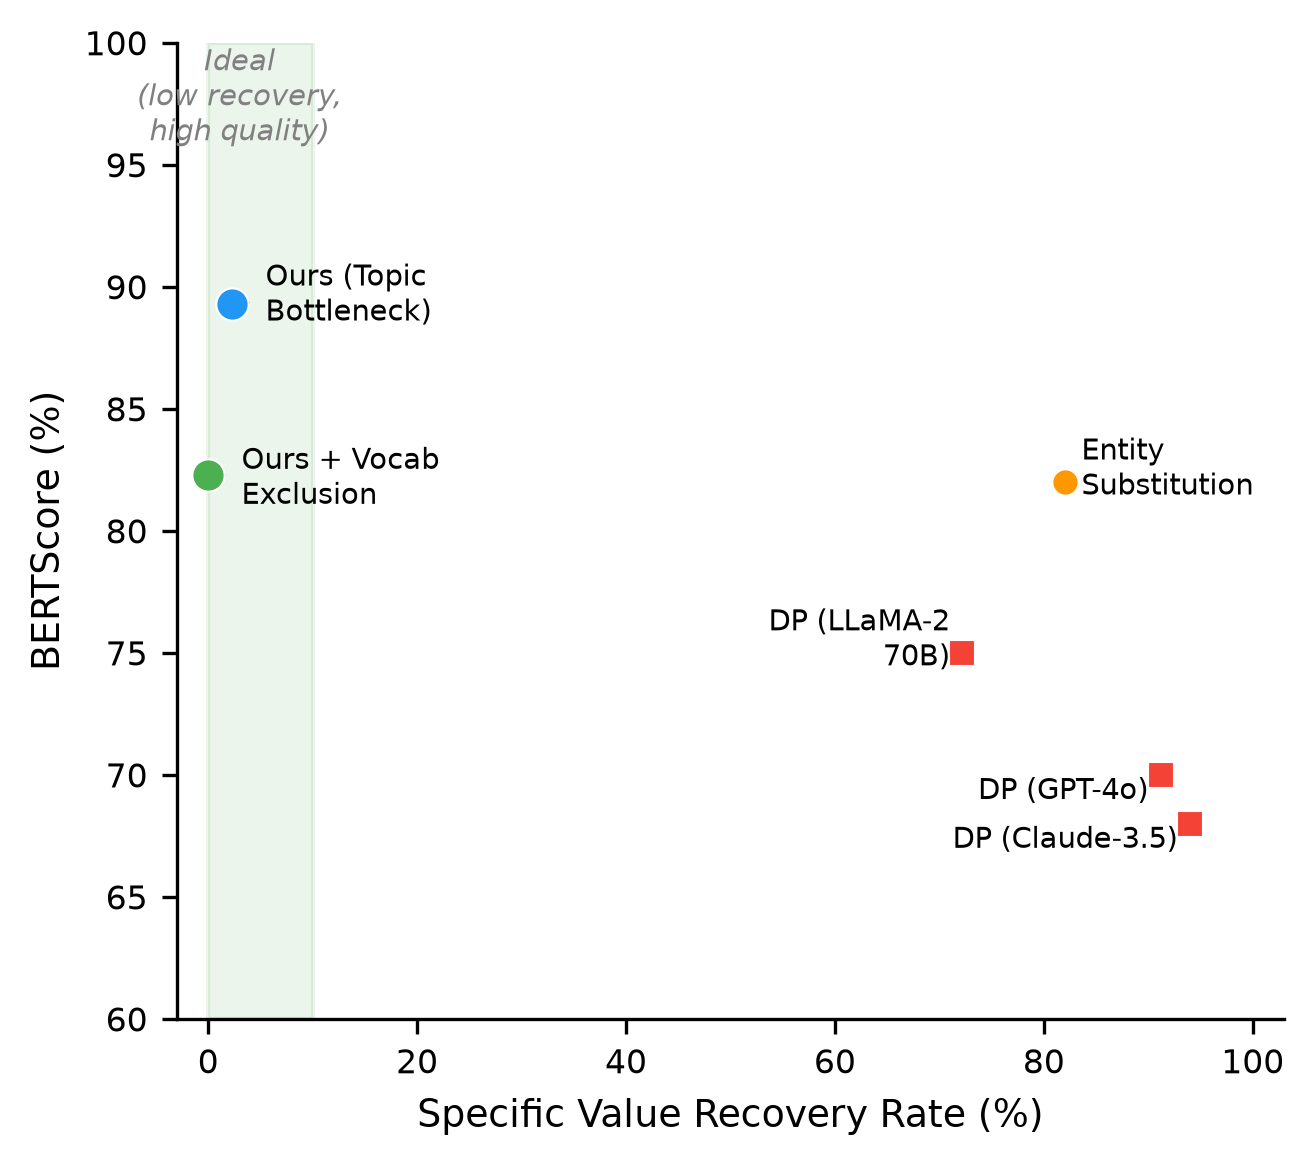 100
95
90
85
80
75
70
65
60
BERTScore (%)
Ideal
(low recovery,
high quality)
Ours (Topic
Bottleneck)
Ours + Vocab
Exclusion
Entity
Substitution
DP (LLaMA-2
70B)
DP (GPT-4o)
DP (Claude-3.5)
0 20 40 60 80 100
Specific Value Recovery Rate (%)